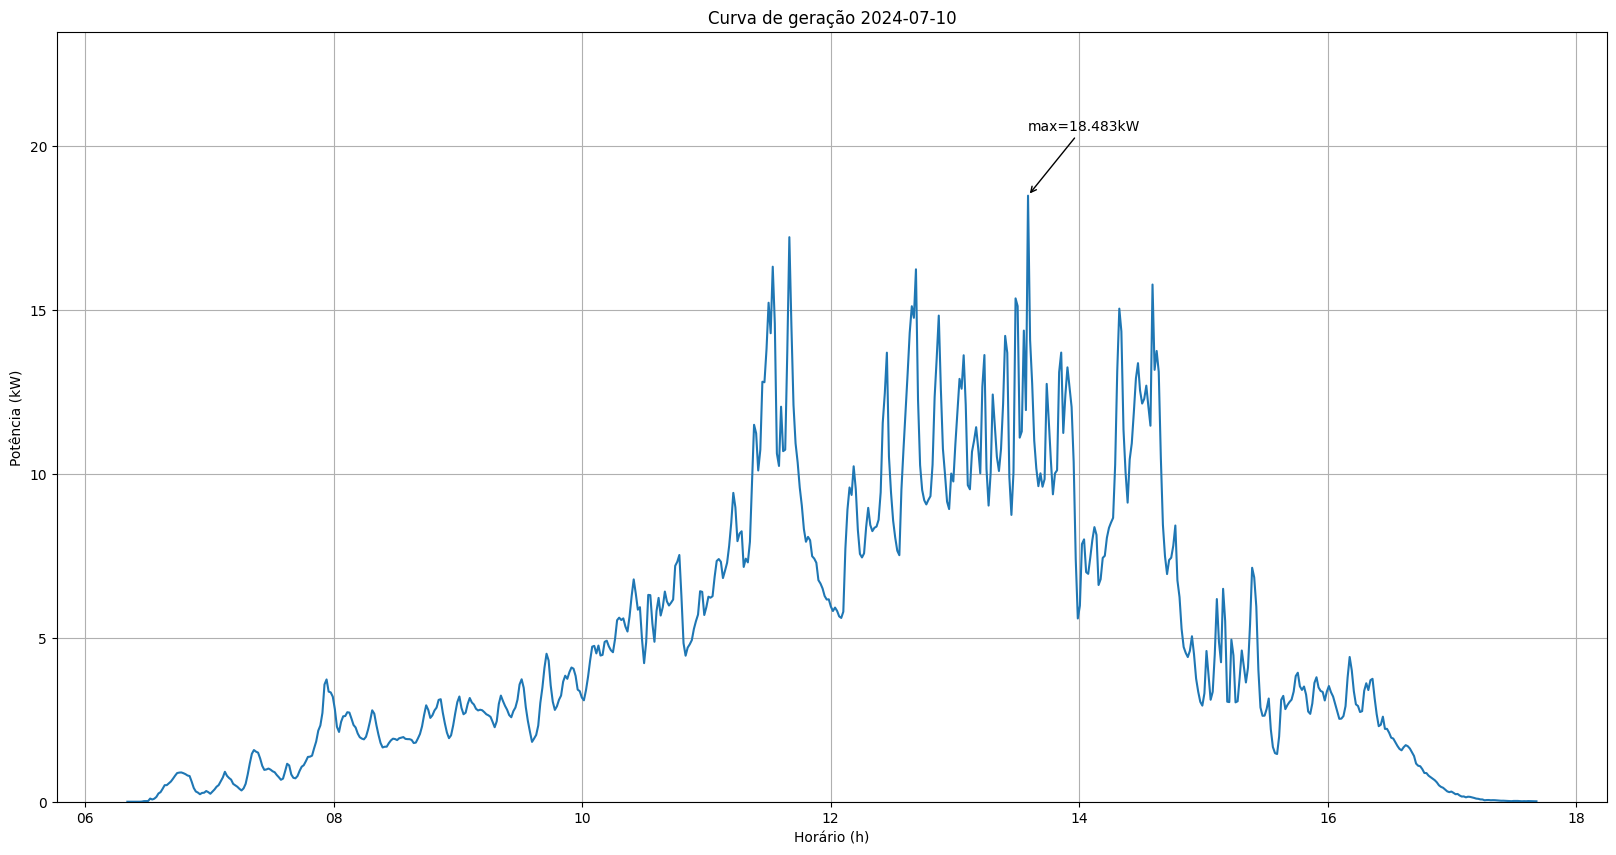 Curva de geração 2024-07-10
max=18.483kW
20
15
10
5
0
Potência (kW)
06 08 10 12 14 16 18
Horário (h)